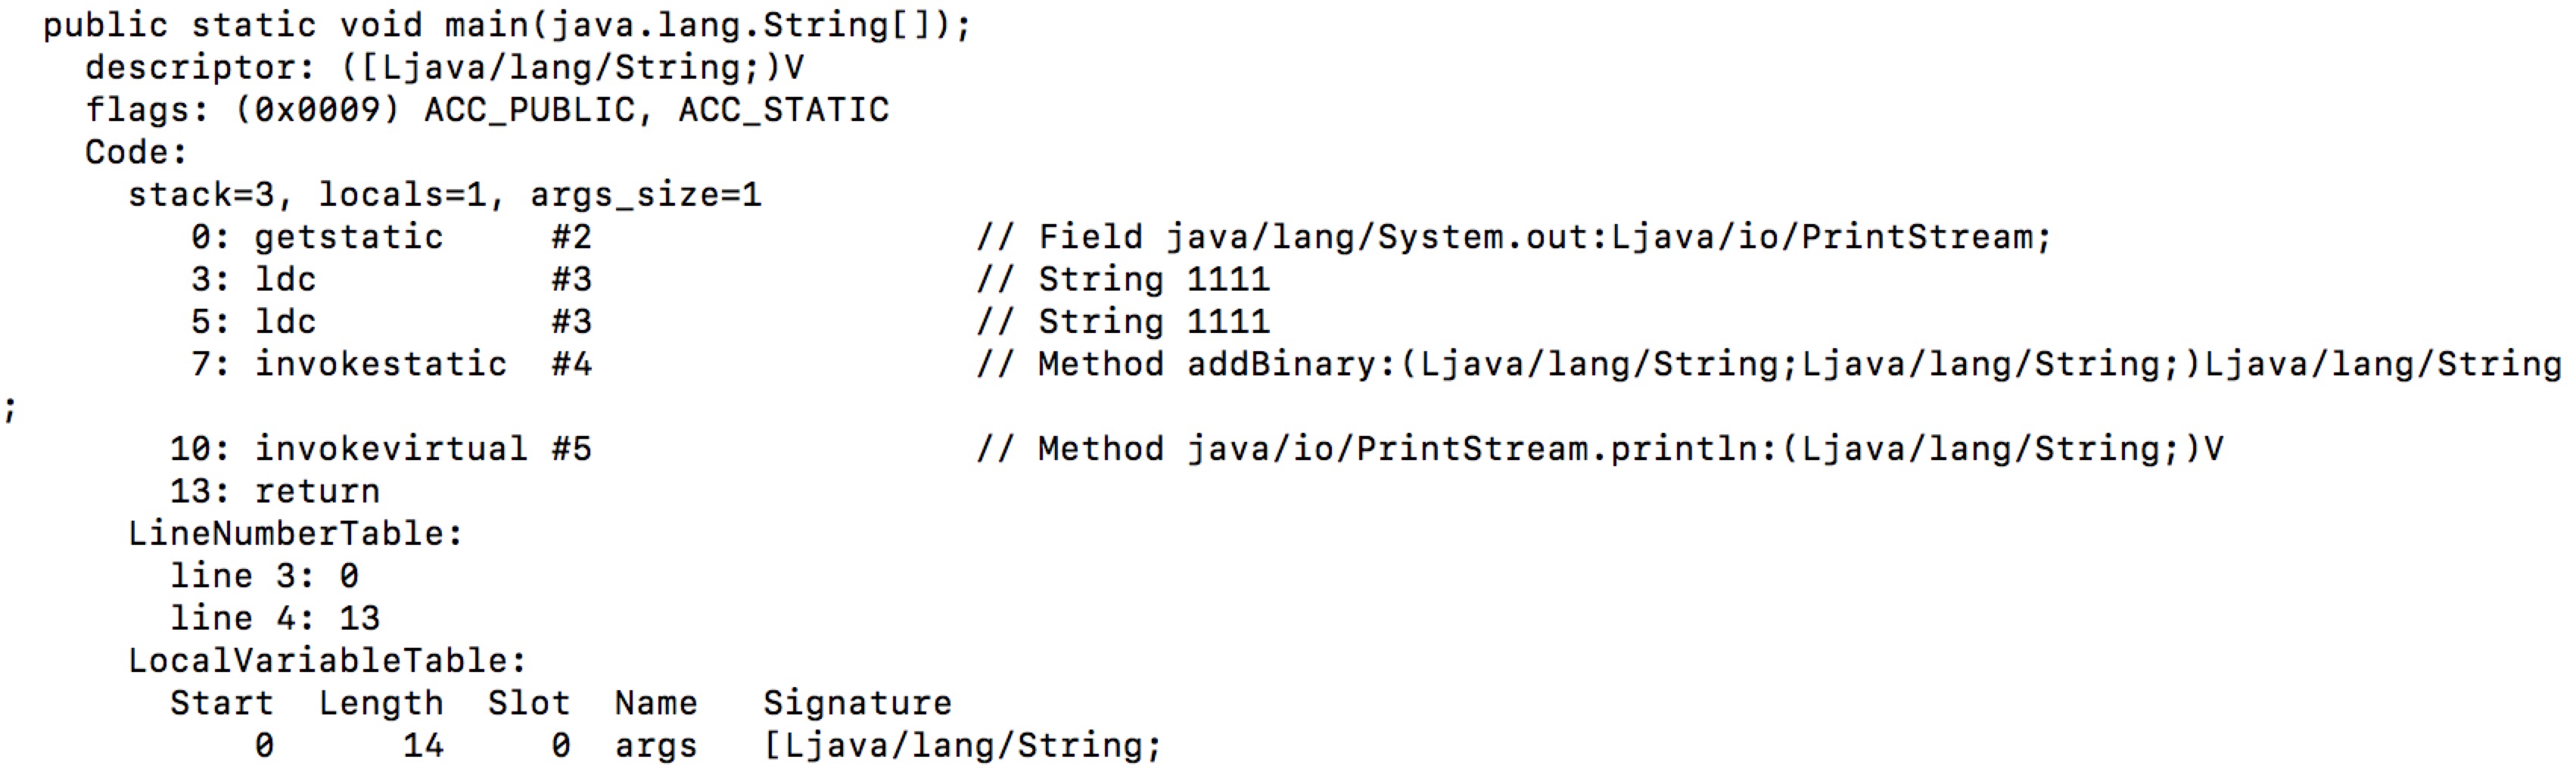 public static void main(java.lang.String[]);
descriptor: ([Ljava/lang/String;)V
flags: (0x0009) ACC_PUBLIC, ACC_STATIC
Code:
stack=3, locals=1, args_size=1
0: getstatic #2 // Field java/lang/System.out:Ljava/io/PrintStream;
3: ldc #3 // String 1111
5: ldc #3 // String 1111
7: invokestatic #4 // Method addBinary:(Ljava/lang/String;Ljava/lang/String;)Ljava/lang/String
;
10: invokevirtual #5 // Method java/io/PrintStream.println:(Ljava/lang/String;)V
13: return
LineNumberTable:
line 3: 0
line 4: 13
LocalVariableTable:
Start Length Slot Name Signature
0 14 0 args [Ljava/lang/String;